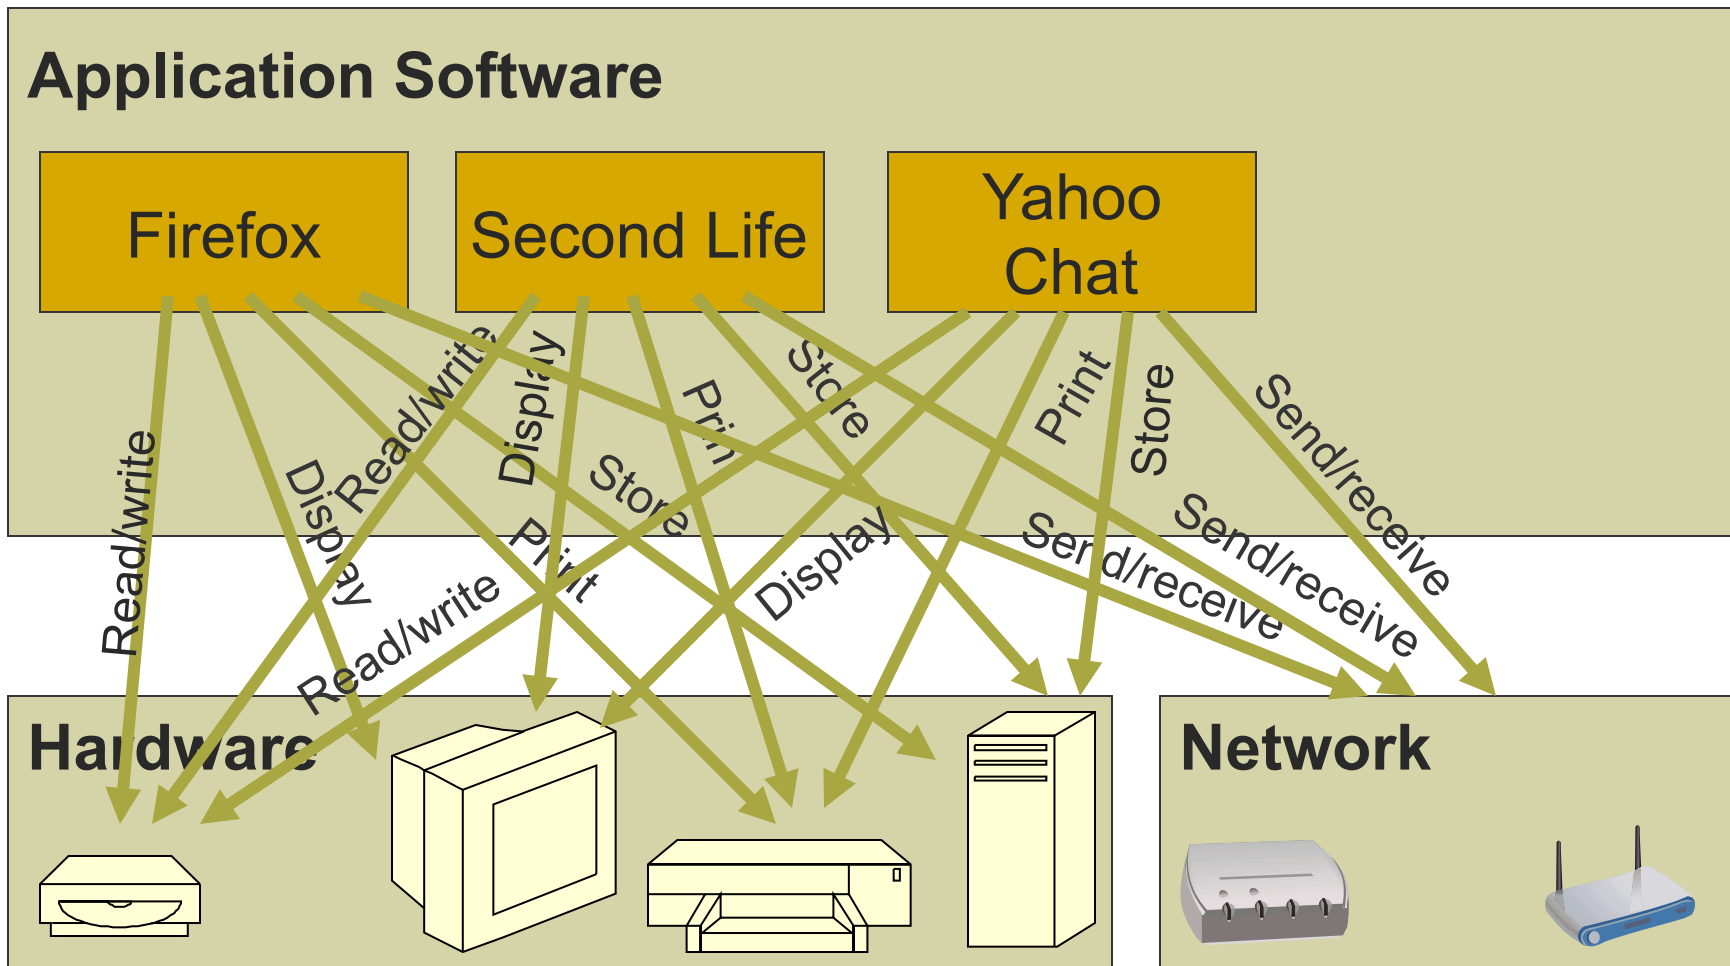 Application Software
Firefox
Second Life
Yahoo
Chat
Read/write
Display
Read/write
Print
Display
Store
Prin
Store
Read/write
Display
Print
Store
Send/receive
Send/receive
Send/receive
Hardware
Network